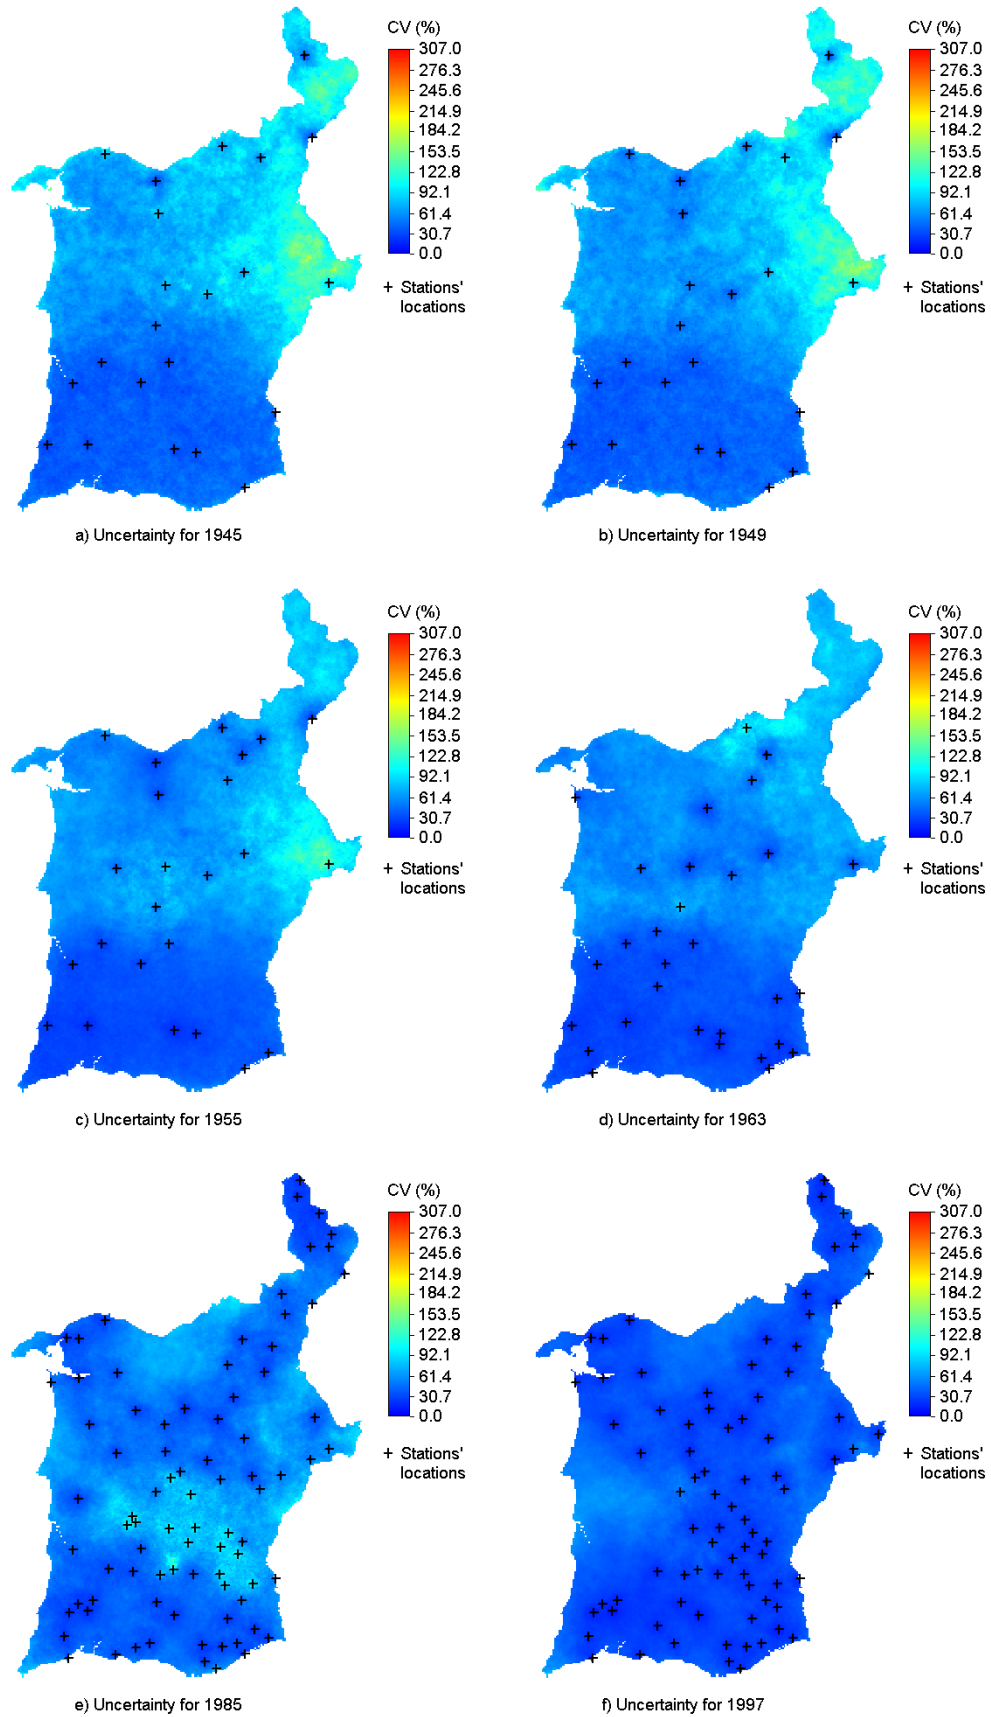 CV (%)
307.0
276.3
245.6
214.9
184.2
153.5
122.8
92.1
61.4
30.7
0.0
+ Stations'
locations
a) Uncertainty for 1945
CV (%)
307.0
276.3
245.6
214.9
184.2
153.5
122.8
92.1
61.4
30.7
0.0
+ Stations'
locations
b) Uncertainty for 1949
CV (%)
307.0
276.3
245.6
214.9
184.2
153.5
122.8
92.1
61.4
30.7
0.0
+ Stations'
locations
c) Uncertainty for 1955
CV (%)
307.0
276.3
245.6
214.9
184.2
153.5
122.8
92.1
61.4
30.7
0.0
+ Stations'
locations
d) Uncertainty for 1963
CV (%)
307.0
276.3
245.6
214.9
184.2
153.5
122.8
92.1
61.4
30.7
0.0
+ Stations'
locations
e) Uncertainty for 1985
CV (%)
307.0
276.3
245.6
214.9
184.2
153.5
122.8
92.1
61.4
30.7
0.0
+ Stations'
locations
f) Uncertainty for 1997